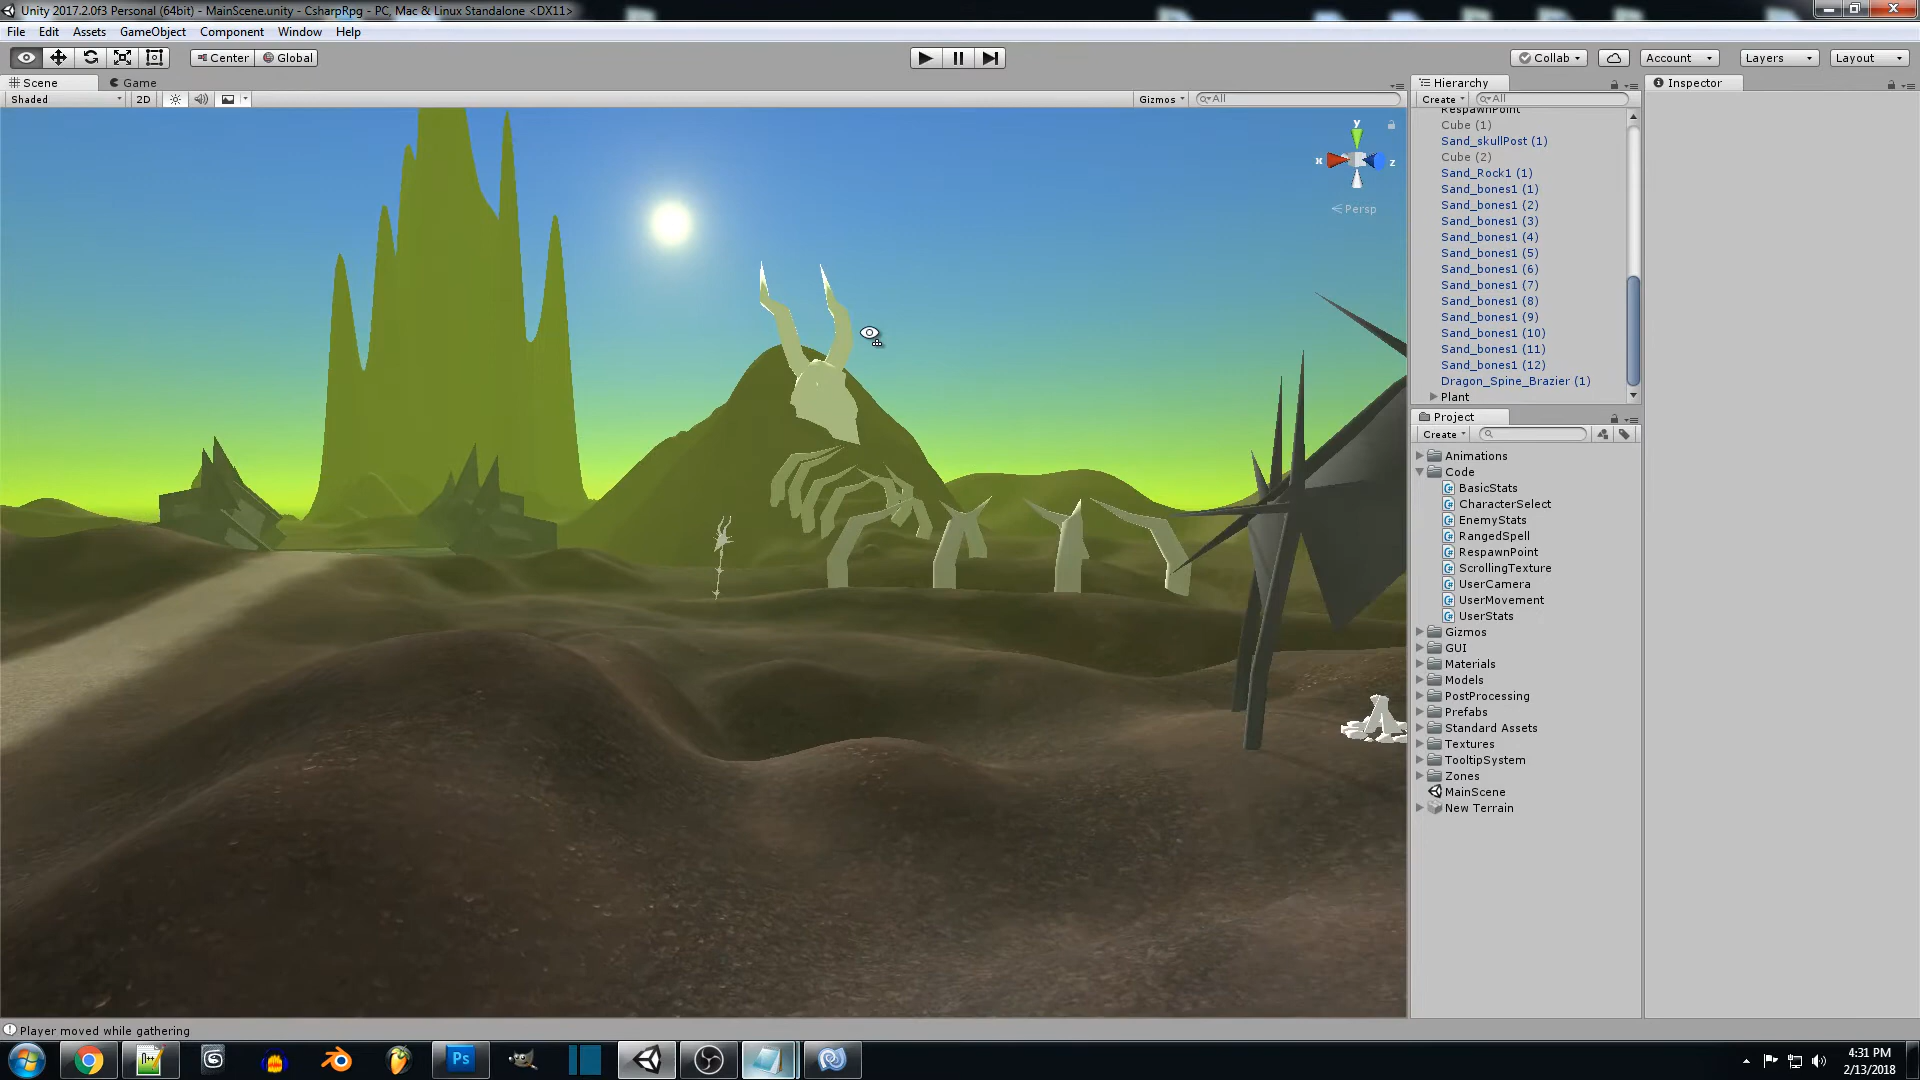 Unity 2017.2.0f3 Personal (64bit) - MainScene.unity - CsharpRpg - PC, Mac & Linux Standalone <DX11>
File Edit Assets GameObject Component Window Help
Center Global Collab Account Layers Layout
Scene Game Hierarchy Inspector
Shaded 2D Gizmos All Create All
RespawnPoint
Cube (1)
Sand_skullPost (1)
Cube (2)
Sand_Rock1 (1)
Sand_bones1 (1)
Sand_bones1 (2)
Sand_bones1 (3)
Sand_bones1 (4)
Sand_bones1 (5)
Sand_bones1 (6)
Sand_bones1 (7)
Sand_bones1 (8)
Sand_bones1 (9)
Sand_bones1 (10)
Sand_bones1 (11)
Sand_bones1 (12)
Dragon_Spine_Brazier (1)
Plant
y
x z
Persp
Project
Create
Animations
Code
BasicStats
CharacterSelect
EnemyStats
RangedSpell
RespawnPoint
ScrollingTexture
UserCamera
UserMovement
UserStats
Gizmos
GUI
Materials
Models
PostProcessing
Prefabs
Standard Assets
Textures
TooltipSystem
Zones
MainScene
New Terrain
Player moved while gathering
Ps
4:31 PM
2/13/2018